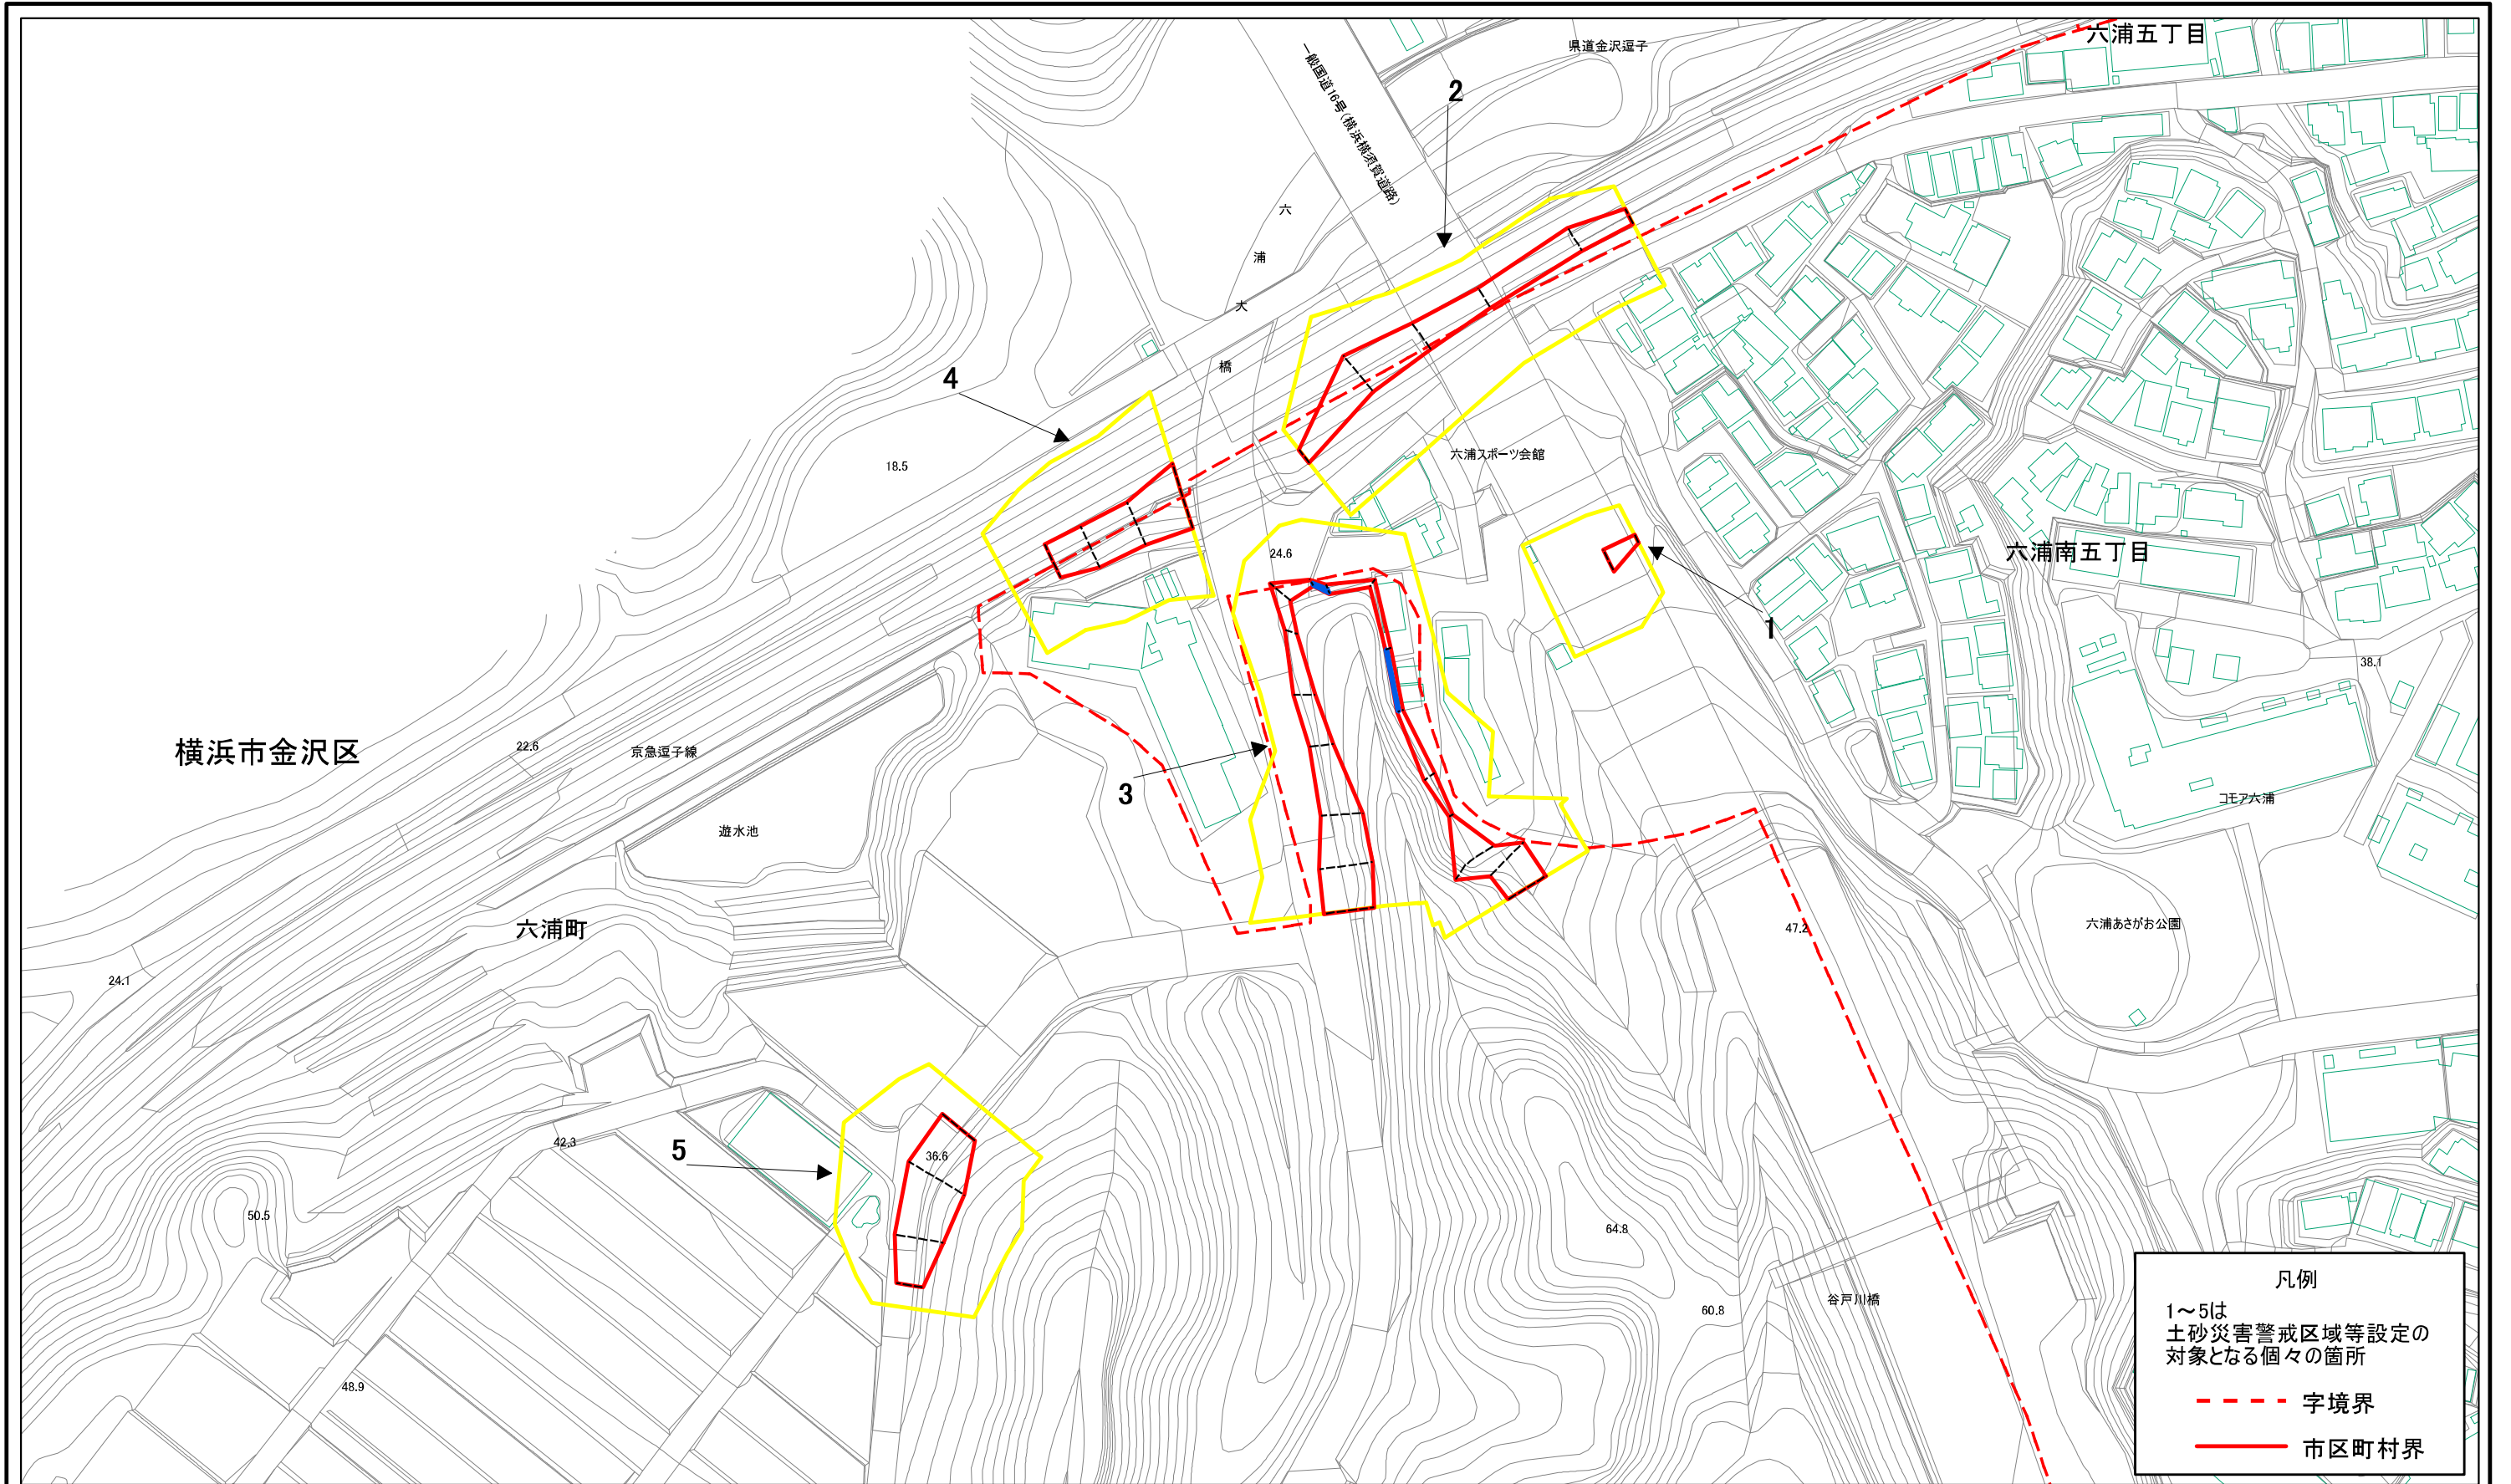 六浦五丁目
県道金沢逗子
一般国道16号(横浜横須賀道路)
2
六
浦
大
橋
4
18.5
六浦スポーツ会館
24.6
1
六浦南五丁目
38.1
横浜市金沢区
22.6
京急逗子線
3
コモア六浦
遊水池
六浦町
47.2
六浦あさがお公園
24.1
42.3
5
36.6
50.5
64.8
60.8
谷戸川橋
48.9
凡例
1~5は
土砂災害警戒区域等設定の
対象となる個々の箇所
字境界
市区町村界